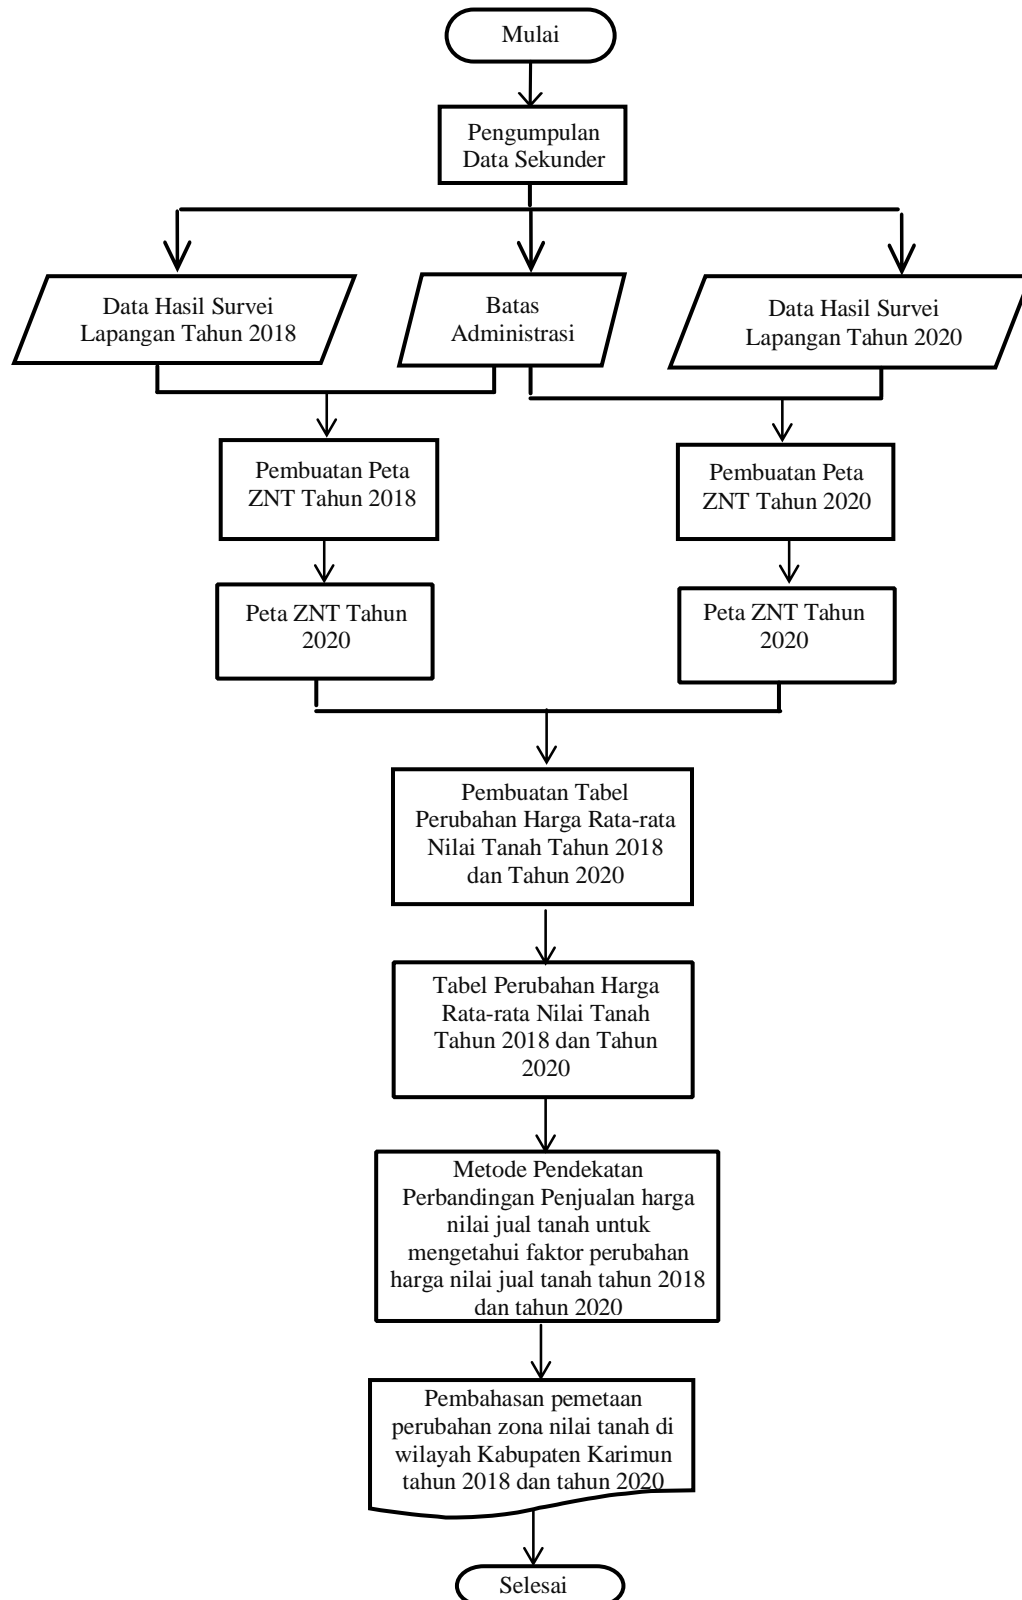 Mulai
Pengumpulan
Data Sekunder
Data Hasil Survei
Lapangan Tahun 2018
Batas
Administrasi
Data Hasil Survei
Lapangan Tahun 2020
Pembuatan Peta
ZNT Tahun 2018
Pembuatan Peta
ZNT Tahun 2020
Peta ZNT Tahun
2020
Peta ZNT Tahun
2020
Pembuatan Tabel
Perubahan Harga Rata-rata
Nilai Tanah Tahun 2018
dan Tahun 2020
Tabel Perubahan Harga
Rata-rata Nilai Tanah
Tahun 2018 dan Tahun
2020
Metode Pendekatan
Perbandingan Penjualan harga
nilai jual tanah untuk
mengetahui faktor perubahan
harga nilai jual tanah tahun 2018
dan tahun 2020
Pembahasan pemetaan
perubahan zona nilai tanah di
wilayah Kabupaten Karimun
tahun 2018 dan tahun 2020
Selesai